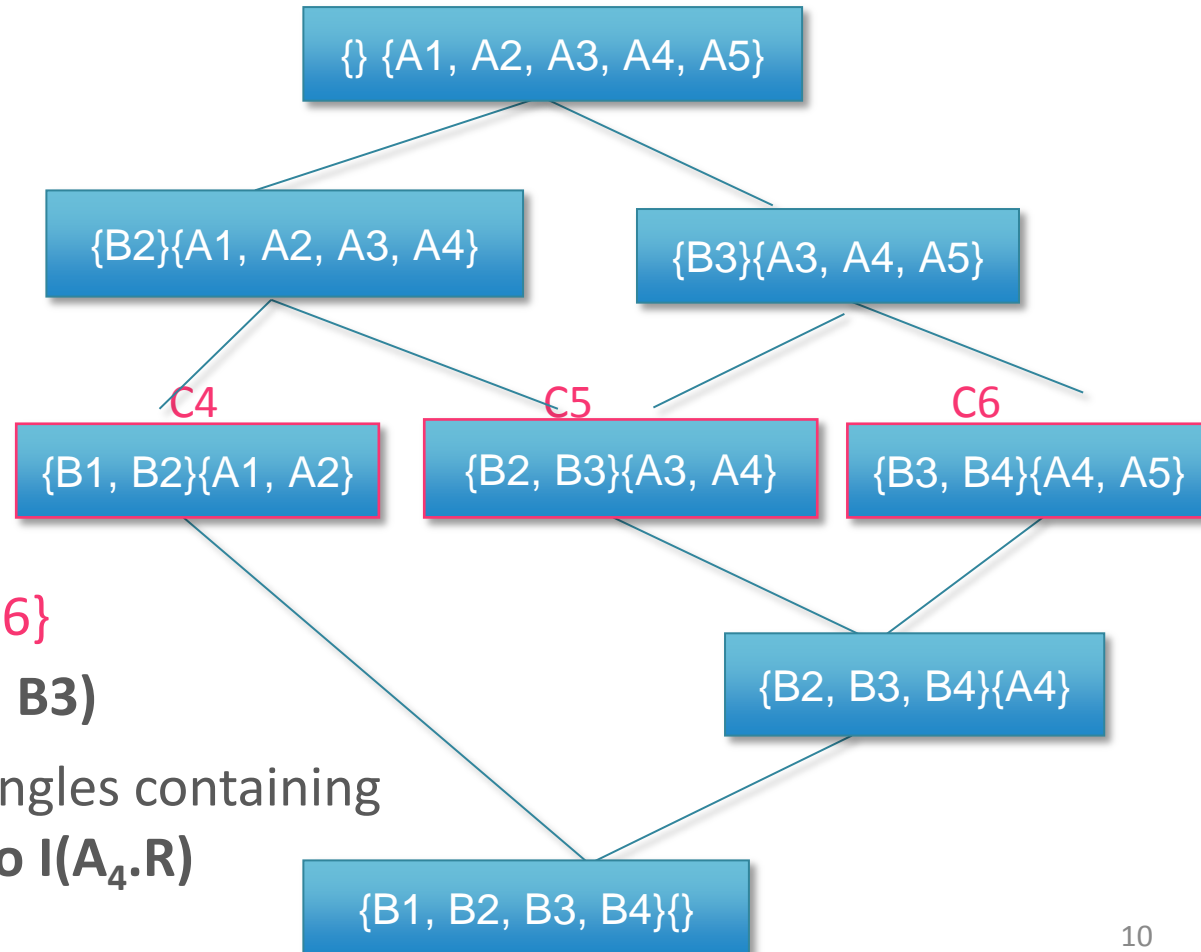 {} {A1, A2, A3, A4, A5}
{B2}{A1, A2, A3, A4}
{B3}{A3, A4, A5}
C4
C5
C6
{B1, B2}{A1, A2}
{B2, B3}{A3, A4}
{B3, B4}{A4, A5}
6}
B3)
{B2, B3, B4}{A4}
ngles containing
o I(A₄.R)
{B1, B2, B3, B4}{}
10